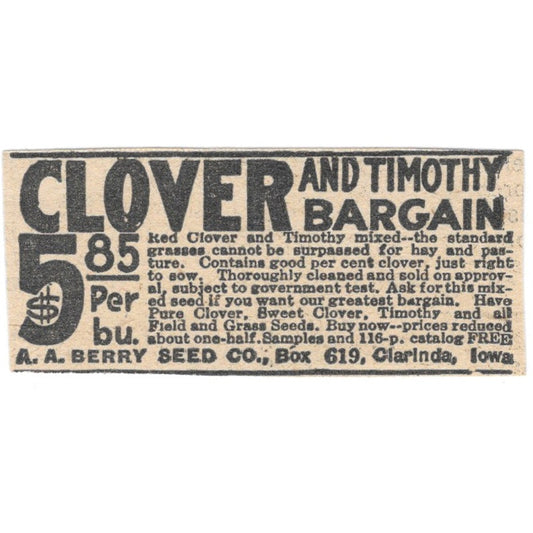 CLOVER AND TIMOTHY
BARGAIN
$5 85 Per bu.
Red Clover and Timothy mixed--the standard
grasses cannot be surpassed for hay and pas-
ture. Contains good per cent clover, just right
to sow. Thoroughly cleaned and sold on approv-
al, subject to government test. Ask for this mix-
ed seed if you want our greatest bargain. Have
Pure Clover, Sweet Clover, Timothy and all
Field and Grass Seeds. Buy now--prices reduced
about one-half. Samples and 116-p. catalog FREE
A. A. BERRY SEED CO., Box 619, Clarinda, Iowa